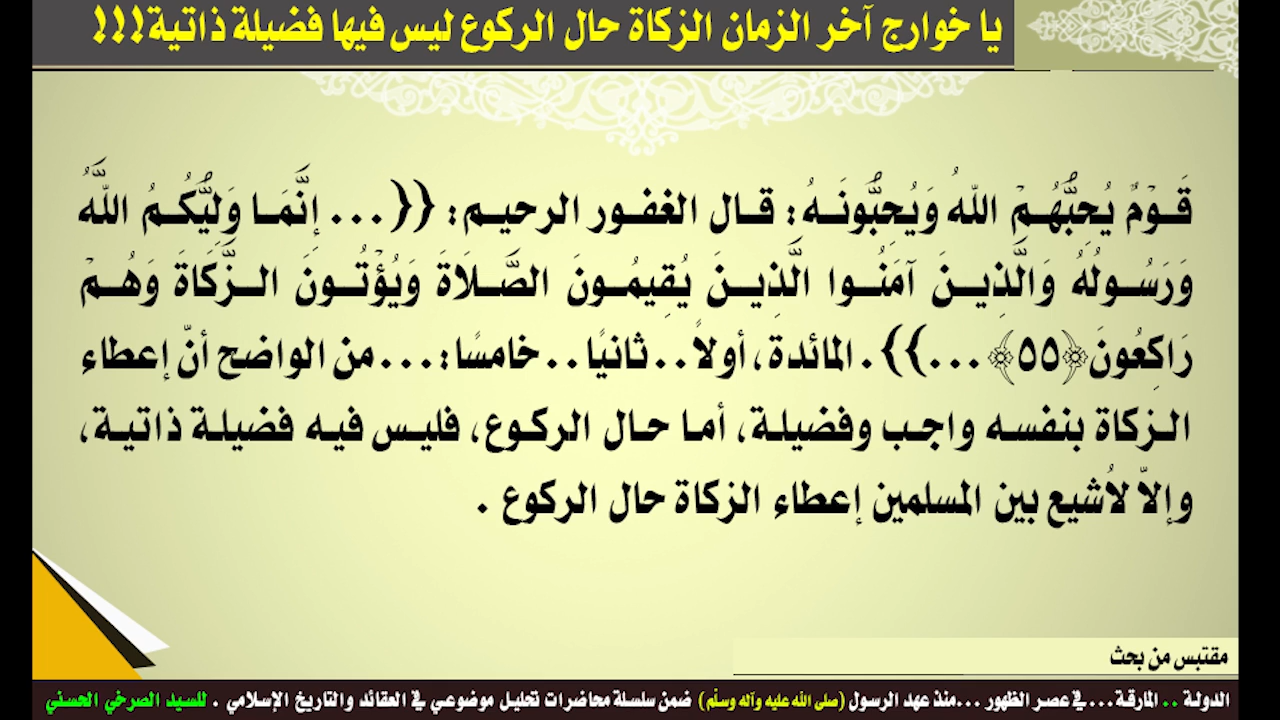 يا خوارج آخر الزمان الزكاة حال الركوع ليس فيها فضيلة ذاتية!!!
قَوْمٌ يُحِبُّهُمْ اللهُ وَيُحِبُّونَهُ: قال الغفور الرحيم: {{... إِنَّمَا وَلِيُّكُمُ اللَّهُ
وَرَسُولُهُ وَالَّذِينَ آمَنُوا الَّذِينَ يُقِيمُونَ الصَّلَاةَ وَيُؤْتُونَ الزَّكَاةَ وَهُمْ
رَاكِعُونَ﴿٥٥﴾ ...}}. المائدة، أولاً.. ثانيًا.. خامسًا:... من الواضح أنّ إعطاء
الزكاة بنفسه واجب وفضيلة، أما حال الركوع، فليس فيه فضيلة ذاتية،
وإلاّ لاُشيع بين المسلمين إعطاء الزكاة حال الركوع .
مقتبس من بحث
الدولة .. المارقة...في عصر الظهور ...منذ عهد الرسول (صلى الله عليه وآله وسلّم) ضمن سلسلة محاضرات تحليل موضوعي في العقائد والتاريخ الإسلامي . للسيد الصرخي الحسني